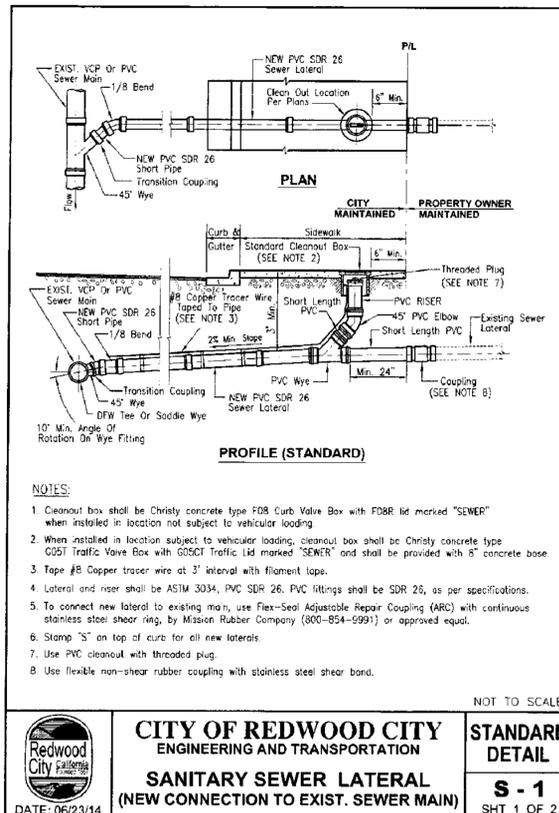 P/L
EXIST. VCP Or PVC
Sewer Main
1/8 Bend
NEW PVC SDR 26
Sewer Lateral
Clean Out Location
Per Plans
6" Min.
NEW PVC SDR 26
Short Pipe
Transition Coupling
45° Wye
Flow
PLAN
CITY
MAINTAINED
PROPERTY OWNER
MAINTAINED
Curb &
Gutter
Sidewalk
Standard Cleanout Box
(SEE NOTE 2)
6" Min.
Threaded Plug
(SEE NOTE 7)
EXIST. VCP Or PVC
Sewer Main
NEW PVC SDR 26
Short Pipe
1/8 Bend
#8 Copper Tracer Wire
Taped To Pipe
(SEE NOTE 3)
2% Min Slope
3' Min.
Short Length
PVC
PVC RISER
45° PVC Elbow
Short Length PVC
Existing Sewer
Lateral
Min. 24"
Coupling
(SEE NOTE 8)
PVC Wye
NEW PVC SDR 26
Sewer Lateral
Transition Coupling
45° Wye
DFW Tee Or Saddle Wye
10° Min. Angle Of
Rotation On Wye Fitting
PROFILE (STANDARD)
NOTES:
1. Cleanout box shall be Christy concrete type F08 Curb Valve Box with F08R lid marked "SEWER"
when installed in location not subject to vehicular loading.
2. When installed in location subject to vehicular loading, cleanout box shall be Christy concrete type
G05T Traffic Valve Box with G05CT Traffic Lid marked "SEWER" and shall be provided with 8" concrete base.
3. Tape #8 Copper tracer wire at 3' interval with filament tape.
4. Lateral and riser shall be ASTM 3034, PVC SDR 26. PVC fittings shall be SDR 26, as per specifications.
5. To connect new lateral to existing main, use Flex-Seal Adjustable Repair Coupling (ARC) with continuous
stainless steel shear ring, by Mission Rubber Company (800-854-9991) or approved equal.
6. Stamp "S" on top of curb for all new laterals.
7. Use PVC cleanout with threaded plug.
8. Use flexible non-shear rubber coupling with stainless steel shear band.
NOT TO SCALE
Redwood
City California
DATE: 06/23/14
CITY OF REDWOOD CITY
ENGINEERING AND TRANSPORTATION
SANITARY SEWER LATERAL
(NEW CONNECTION TO EXIST. SEWER MAIN)
STANDARD
DETAIL
S - 1
SHT 1 OF 2